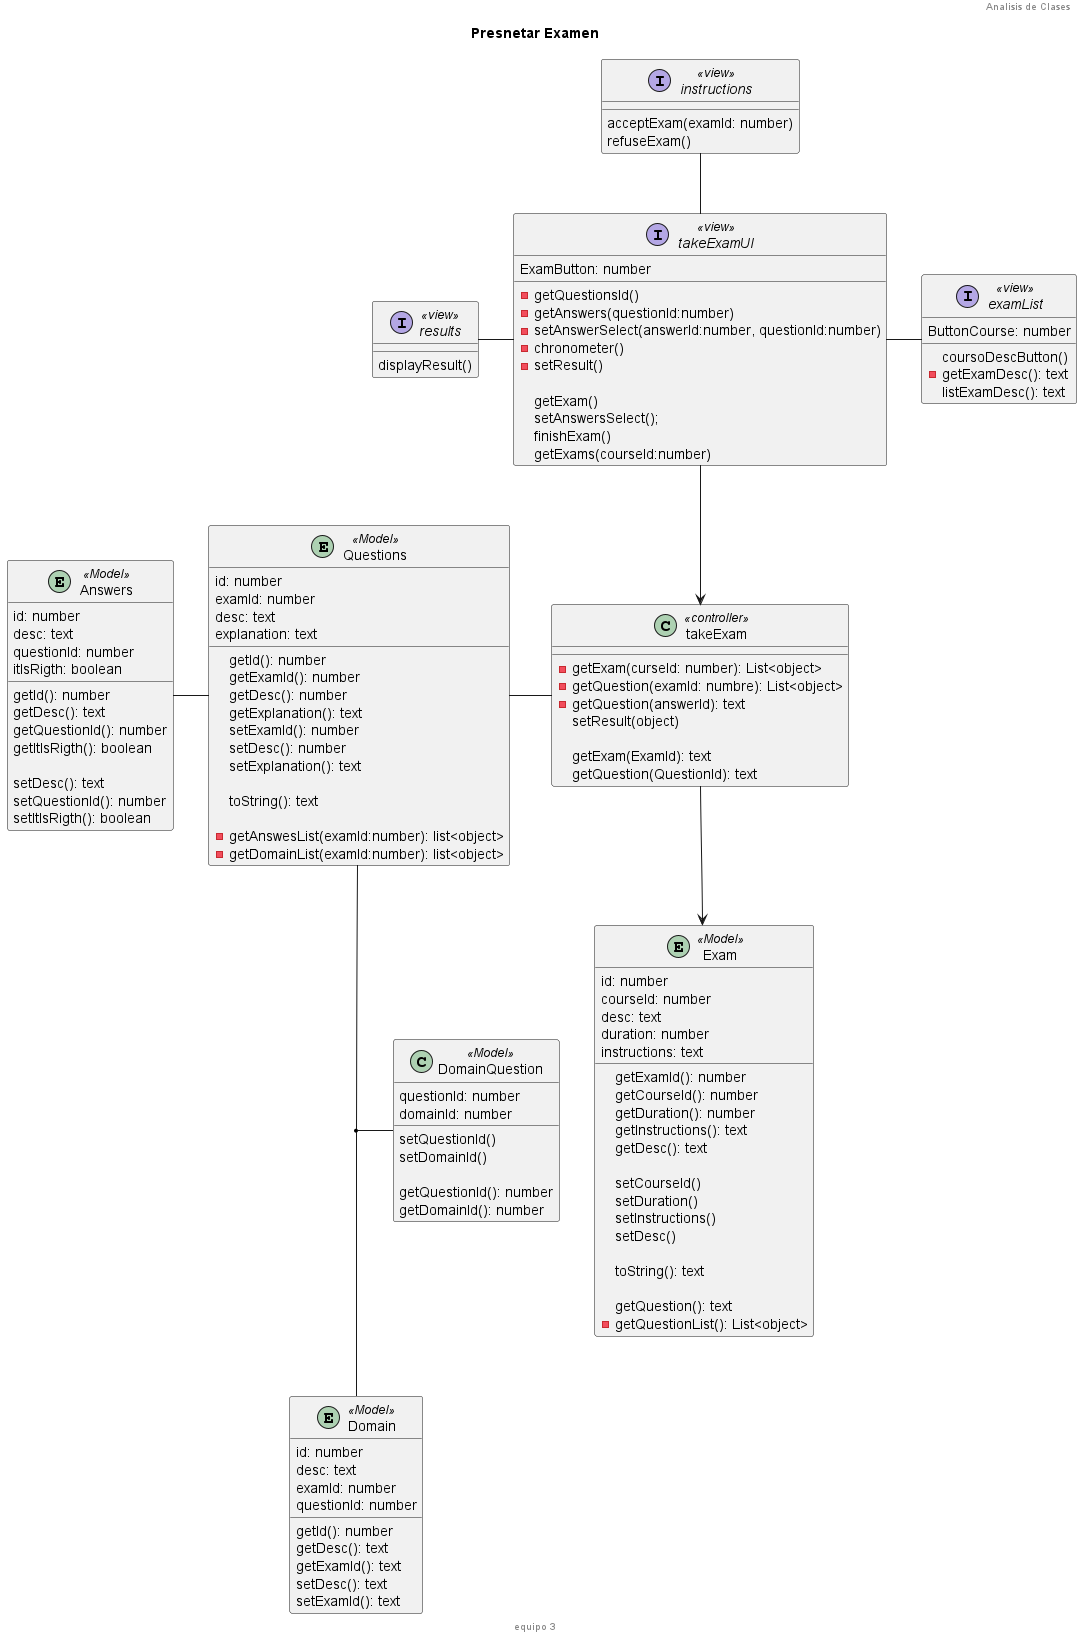 Analisis de Clases
Presnetar Examen
I
«view»
instructions
acceptExam(examId: number)
refuseExam()
I
«view»
takeExamUI
ExamButton: number
getQuestionsId()
getAnswers(questionId:number)
setAnswerSelect(answerId:number, questionId:number)
chronometer()
setResult()
getExam()
setAnswersSelect();
finishExam()
getExams(courseId:number)
I
«view»
results
displayResult()
I
«view»
examList
ButtonCourse: number
coursoDescButton()
getExamDesc(): text
listExamDesc(): text
E
«Model»
Answers
id: number
desc: text
questionId: number
itIsRigth: boolean
getId(): number
getDesc(): text
getQuestionId(): number
getItIsRigth(): boolean
setDesc(): text
setQuestionId(): number
setItIsRigth(): boolean
E
«Model»
Questions
id: number
examId: number
desc: text
explanation: text
getId(): number
getExamId(): number
getDesc(): number
getExplanation(): text
setExamId(): number
setDesc(): number
setExplanation(): text
toString(): text
getAnswesList(examId:number): list<object>
getDomainList(examId:number): list<object>
C
«controller»
takeExam
getExam(curseId: number): List<object>
getQuestion(examId: numbre): List<object>
getQuestion(answerId): text
setResult(object)
getExam(ExamId): text
getQuestion(QuestionId): text
E
«Model»
Exam
id: number
courseId: number
desc: text
duration: number
instructions: text
getExamId(): number
getCourseId(): number
getDuration(): number
getInstructions(): text
getDesc(): text
setCourseId()
setDuration()
setInstructions()
setDesc()
toString(): text
getQuestion(): text
getQuestionList(): List<object>
C
«Model»
DomainQuestion
questionId: number
domainId: number
setQuestionId()
setDomainId()
getQuestionId(): number
getDomainId(): number
E
«Model»
Domain
id: number
desc: text
examId: number
questionId: number
getId(): number
getDesc(): text
getExamId(): text
setDesc(): text
setExamId(): text
equipo 3